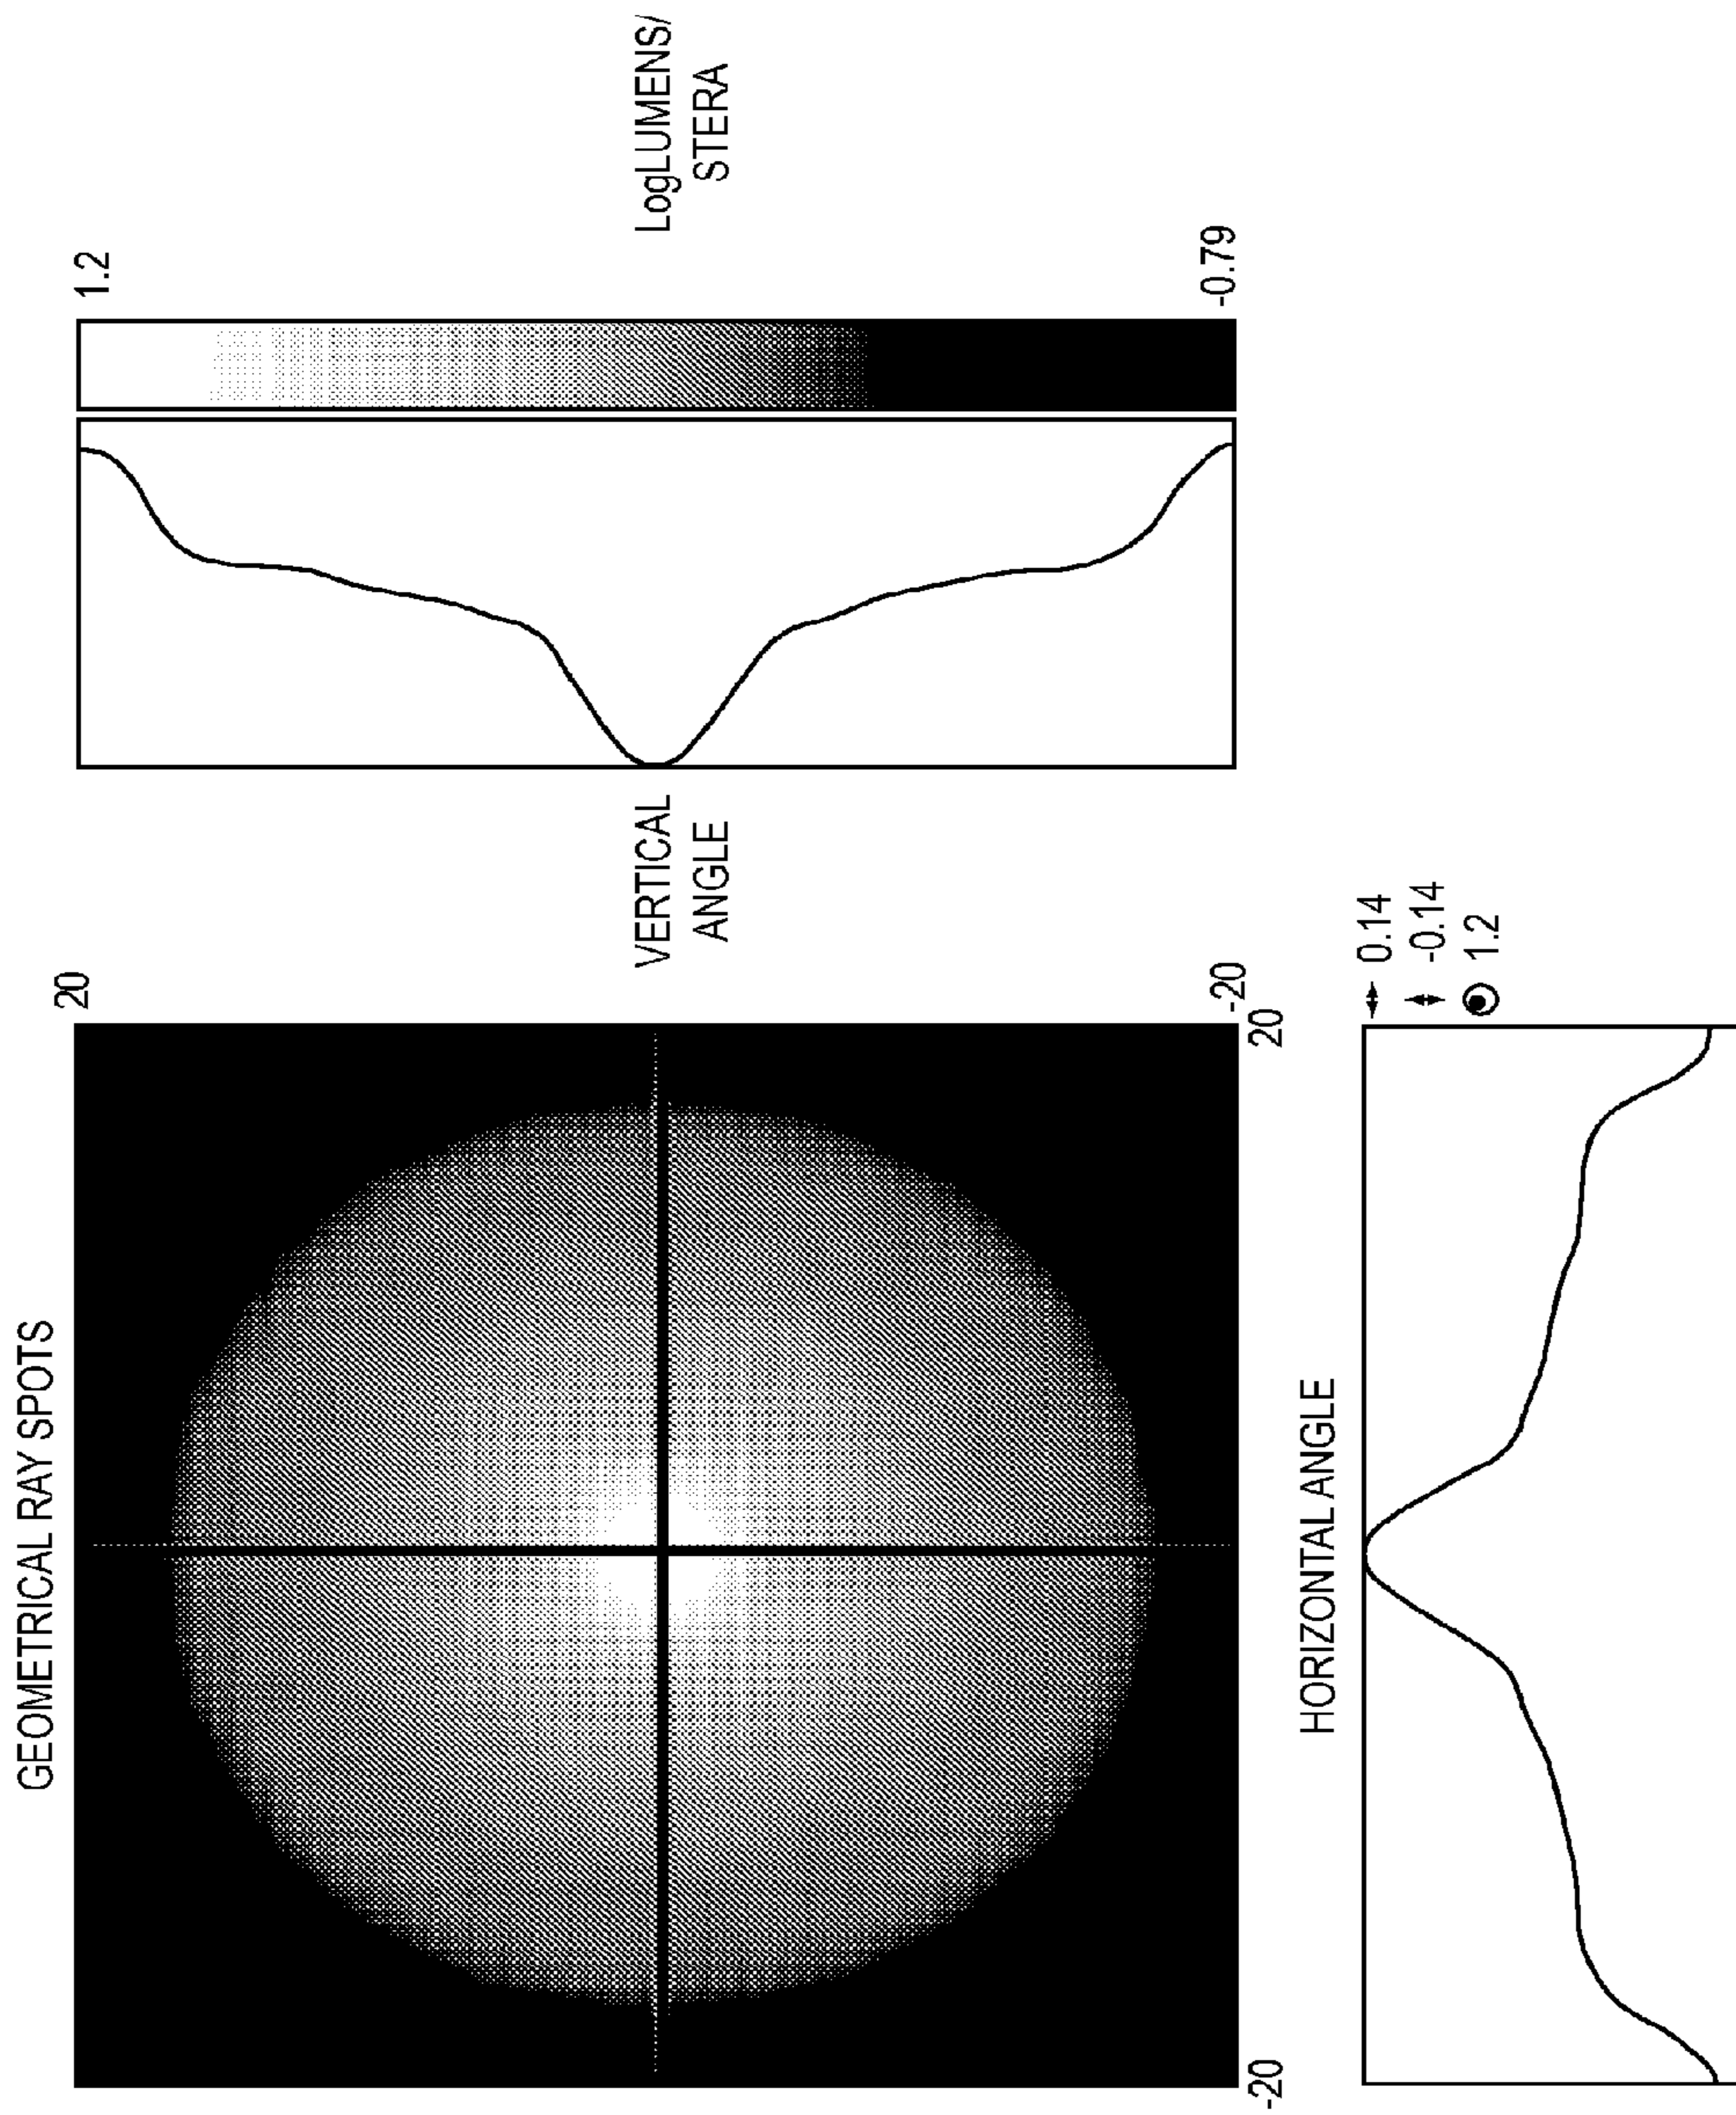 GEOMETRICAL RAY SPOTS
20
VERTICAL
ANGLE
-20
-20
20
1.2
LogLUMENS/
STERA
-0.79
HORIZONTAL ANGLE
0.14
-0.14
1.2